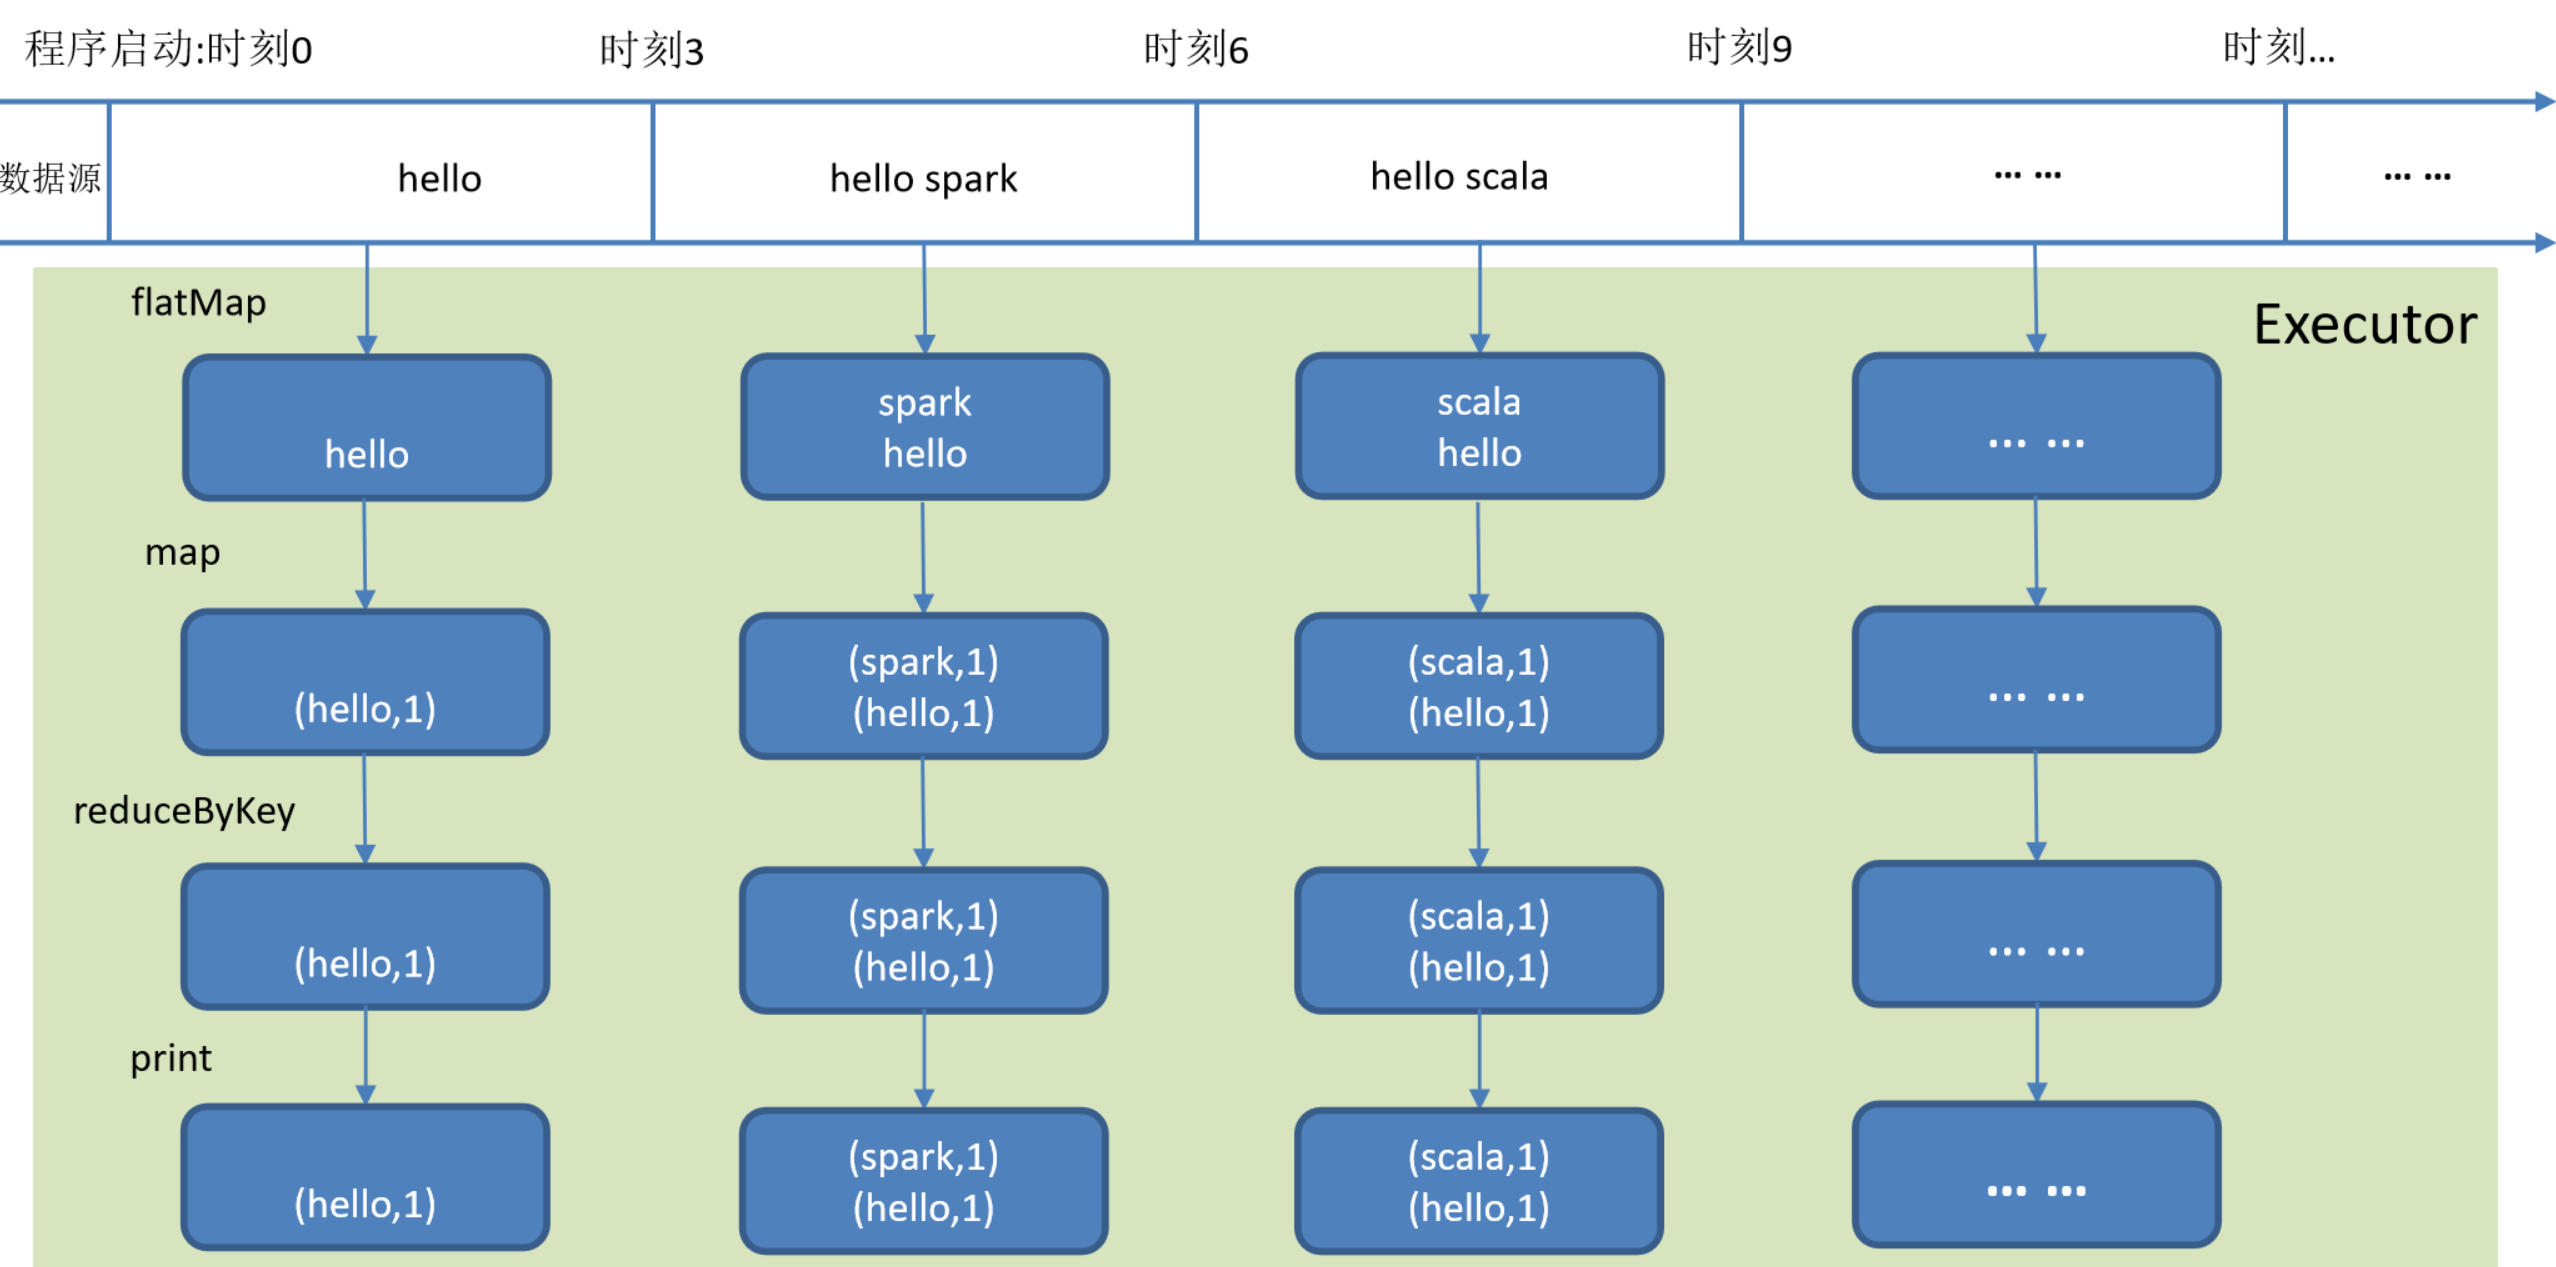 程序启动:时刻0
时刻3
时刻6
时刻9
时刻...
数据源
hello
hello spark
hello scala
... ...
... ...
Executor
flatMap
hello
spark
hello
scala
hello
... ...
map
(hello,1)
(spark,1)
(hello,1)
(scala,1)
(hello,1)
... ...
reduceByKey
(hello,1)
(spark,1)
(hello,1)
(scala,1)
(hello,1)
... ...
print
(hello,1)
(spark,1)
(hello,1)
(scala,1)
(hello,1)
... ...